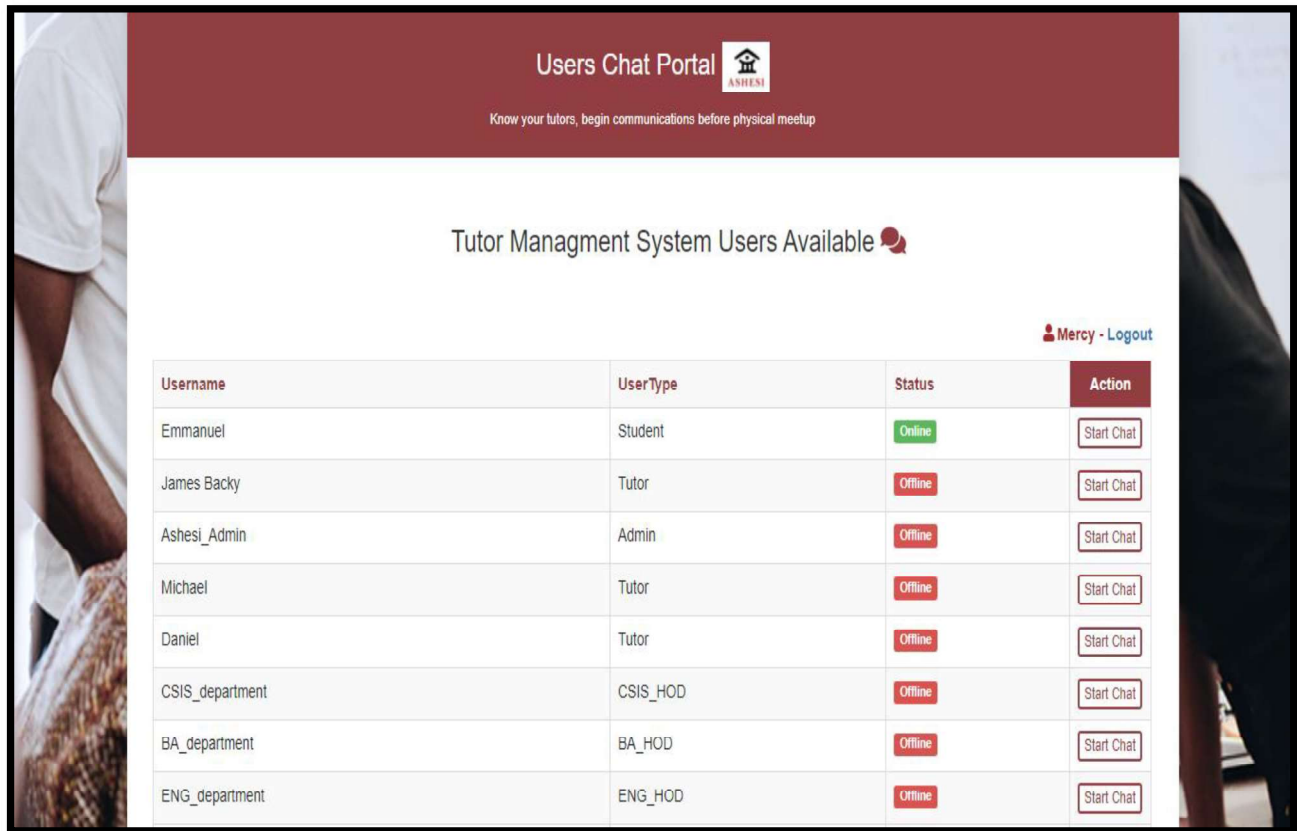 Users Chat Portal
ASHESI
Know your tutors, begin communications before physical meetup
Tutor Managment System Users Available
Mercy - Logout
Username UserType Status Action
Emmanuel Student Online Start Chat
James Backy Tutor Offline Start Chat
Ashesi_Admin Admin Offline Start Chat
Michael Tutor Offline Start Chat
Daniel Tutor Offline Start Chat
CSIS_department CSIS_HOD Offline Start Chat
BA_department BA_HOD Offline Start Chat
ENG_department ENG_HOD Offline Start Chat